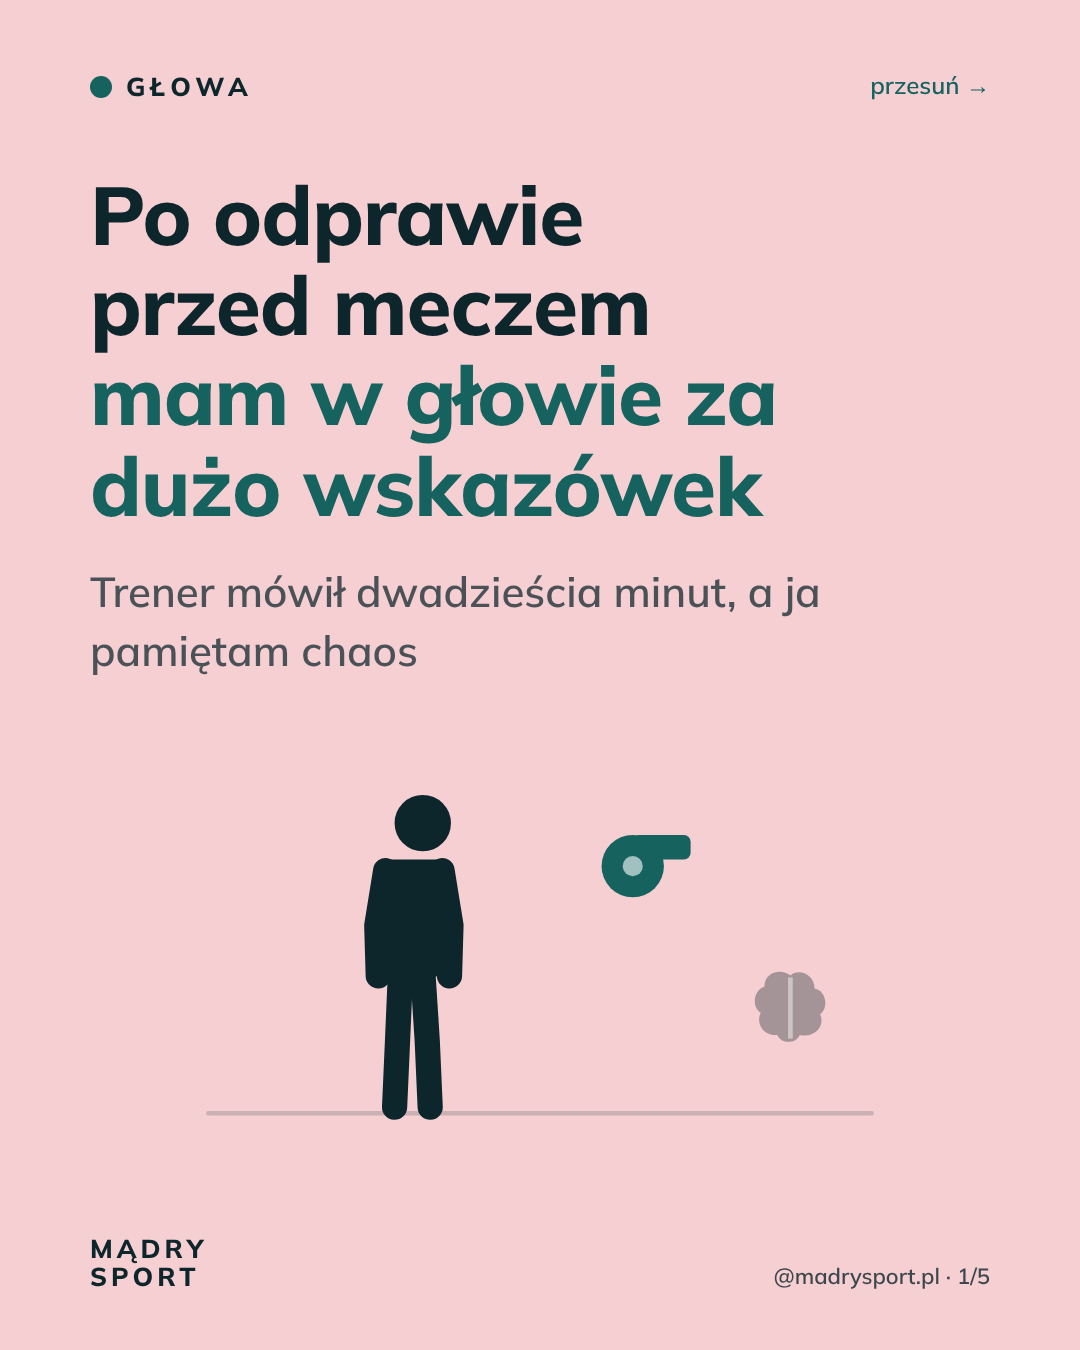 GŁOWA
przesuń →
Po odprawie
przed meczem
mam w głowie za
dużo wskazówek
Trener mówił dwadzieścia minut, a ja
pamiętam chaos
MĄDRY
SPORT
@madrysport.pl · 1/5